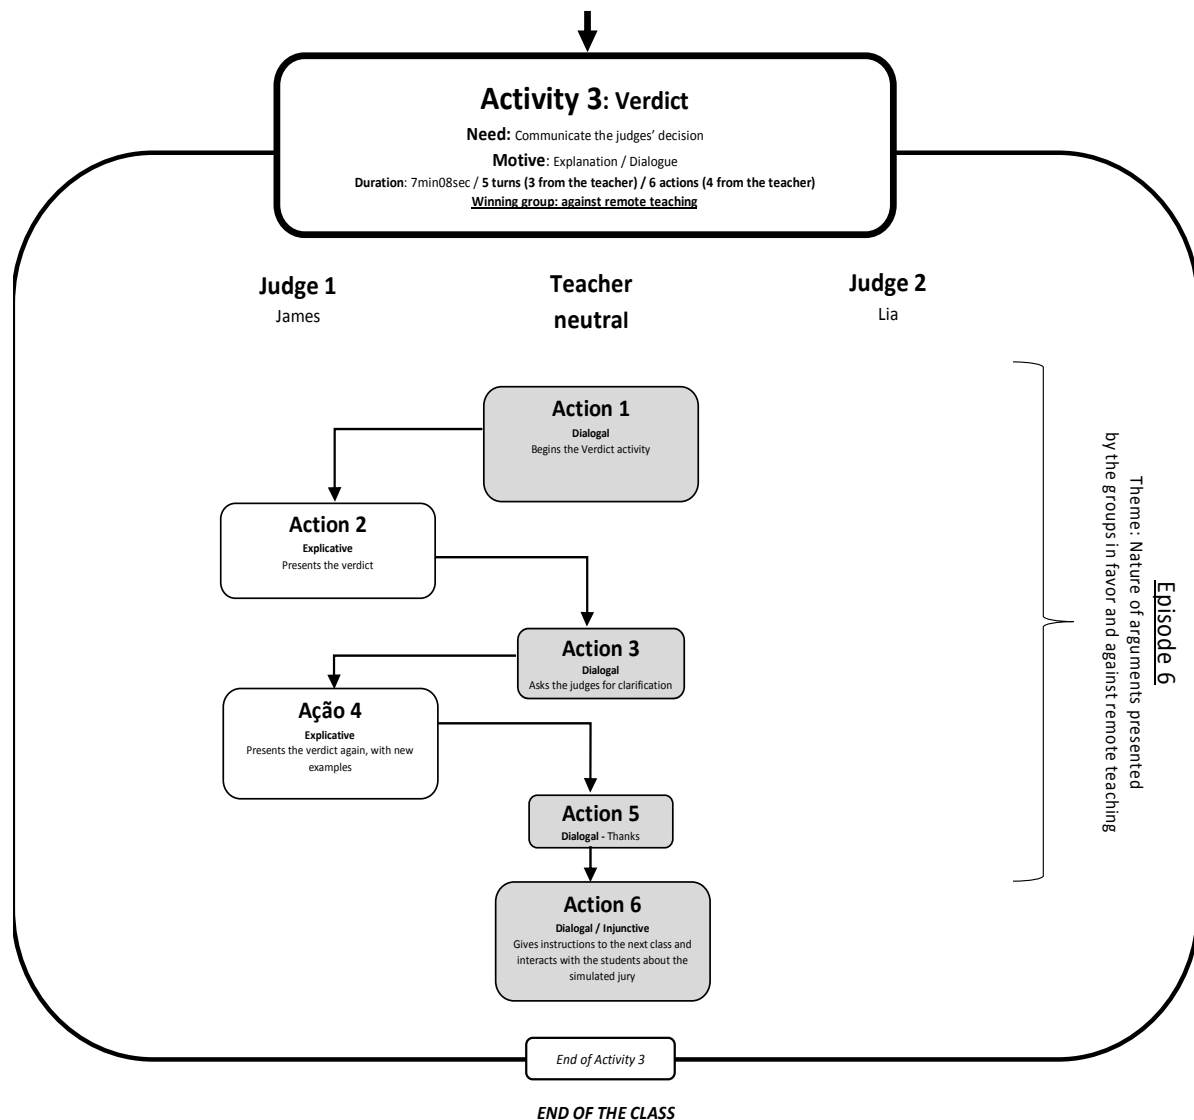 Activity 3: Verdict
Need: Communicate the judges' decision
Motive: Explanation / Dialogue
Duration: 7min08sec / 5 turns (3 from the teacher) / 6 actions (4 from the teacher)
Winning group: against remote teaching
Judge 1
James
Teacher
neutral
Judge 2
Lia
Action 1
Dialogal
Begins the Verdict activity
Action 2
Explicative
Presents the verdict
Action 3
Dialogal
Asks the judges for clarification
Ação 4
Explicative
Presents the verdict again, with new
examples
Action 5
Dialogal - Thanks
Action 6
Dialogal / Injunctive
Gives instructions to the next class and
interacts with the students about the
simulated jury
Episode 6
Theme: Nature of arguments presented
by the groups in favor and against remote teaching
End of Activity 3
END OF THE CLASS